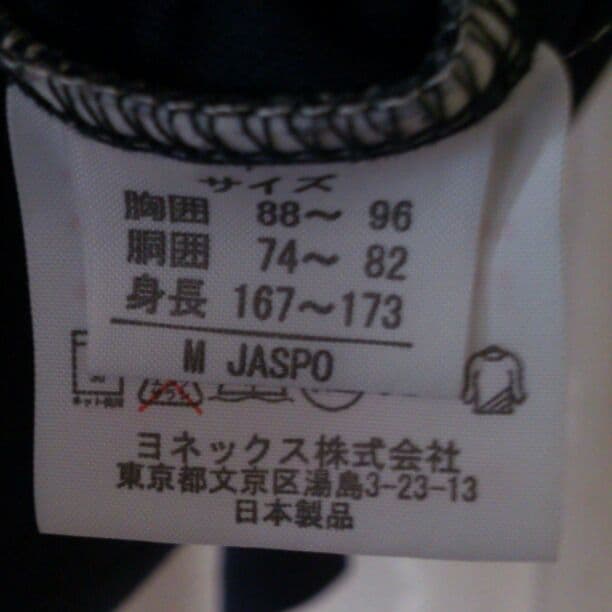 サイズ
胸囲 88～ 96
胴囲 74～ 82
身長 167～173
M JASPO
ヨネックス株式会社
東京都文京区湯島3-23-13
日本製品